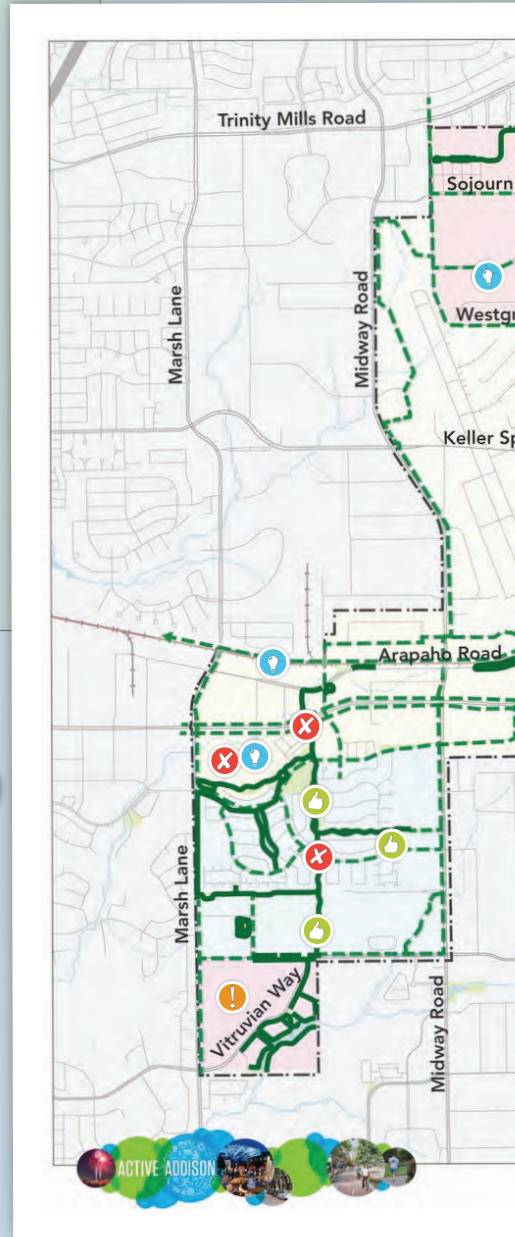 Trinity Mills Road
Sojourn
Marsh Lane
Midway Road
Westgr
Keller Sp
Arapaho Road
Marsh Lane
Vitruvian Way
Midway Road
ACTIVE ADDISON